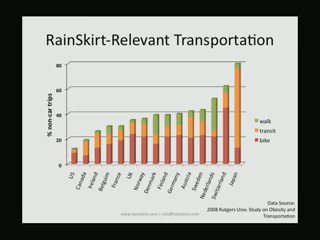 RainSkirt-Relevant Transportation
% non-car trips
80
60
40
20
0
US
Canada
Ireland
Belgium
France
UK
Norway
Denmark
Finland
Germany
Austria
Sweden
Netherlands
Switzerland
Japan
walk
transit
bike
Data Source:
2008 Rutgers Univ. Study on Obesity and
Transportation